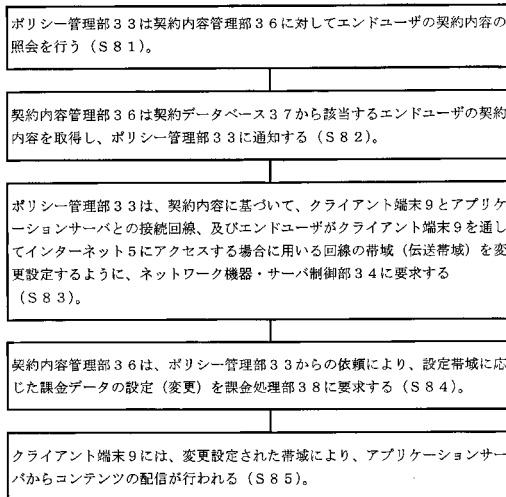 ポリシー管理部３３は契約内容管理部３６に対してエンドユーザの契約内容の
照会を行う（Ｓ８１）。
契約内容管理部３６は契約データベース３７から該当するエンドユーザの契約
内容を取得し、ポリシー管理部３３に通知する（Ｓ８２）。
ポリシー管理部３３は、契約内容に基づいて、クライアント端末９とアプリケ
ーションサーバとの接続回線、及びエンドユーザがクライアント端末９を通し
てインターネット５にアクセスする場合に用いる回線の帯域（伝送帯域）を変
更設定するように、ネットワーク機器・サーバ制御部３４に要求する
（Ｓ８３）。
契約内容管理部３６は、ポリシー管理部３３からの依頼により、設定帯域に応
じた課金データの設定（変更）を課金処理部３８に要求する（Ｓ８４）。
クライアント端末９には、変更設定された帯域により、アプリケーションサー
バからコンテンツの配信が行われる（Ｓ８５）。